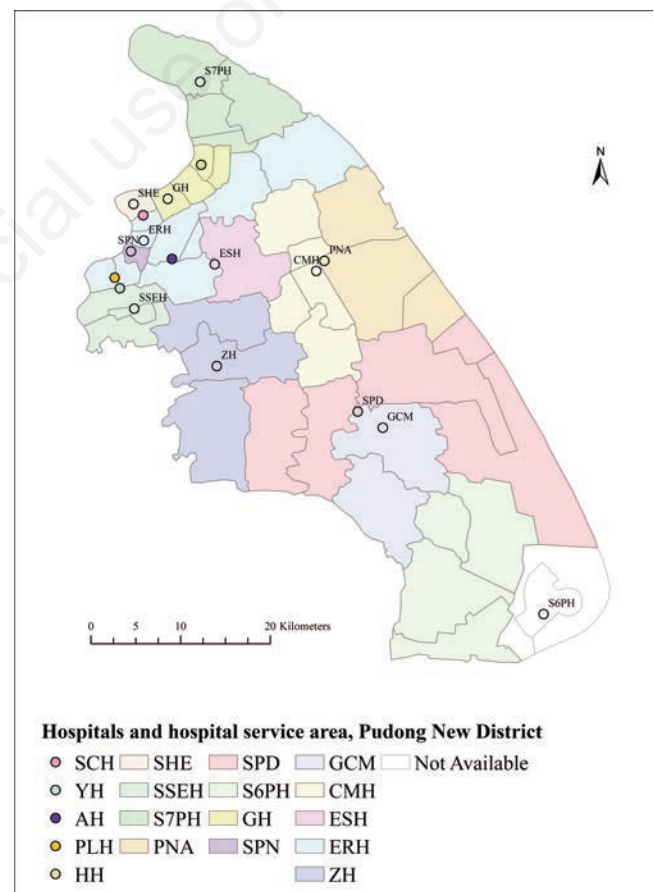 cial use o
S7PH
N
GH
SHE
ERH
SPN
ESH
PNA
CMH
SSEH
ZH
SPD
GCM
S6PH
0 5 10 20 Kilometers
Hospitals and hospital service area, Pudong New District
SCH SHE SPD GCM Not Available
YH SSEH S6PH CMH
AH S7PH GH ESH
PLH PNA SPN ERH
HH ZH